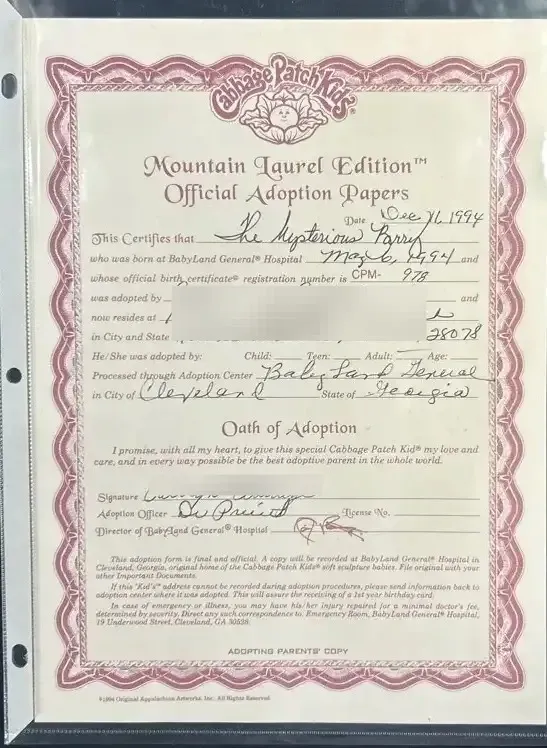 Cabbage Patch Kids®
Mountain Laurel Edition™
Official Adoption Papers
Date Dec 11, 1994
This Certifies that The Mysterious Barry
who was born at BabyLand General® Hospital May 6, 1994 and
whose official birth certificate® registration number is CPM- 978
was adopted by and
now resides at
in City and State 28078
He/She was adopted by: Child: Teen: Adult: Age:
Processed through Adoption Center BabyLand General
in City of Cleveland State of Georgia
Oath of Adoption
I promise, with all my heart, to give this special Cabbage Patch Kid® my love and
care, and in every way possible be the best adoptive parent in the whole world.
Signature
Adoption Officer Dr Pruitt License No.
Director of BabyLand General® Hospital
This adoption form is final and official. A copy will be recorded at BabyLand General® Hospital in
Cleveland, Georgia, original home of the Cabbage Patch Kids® soft sculpture babies. File original with your
other Important Documents.
If this 'Kid's™ address cannot be recorded during adoption procedures, please send information back to
adoption center where it was adopted. This will assure the receiving of a 1st year birthday card.
In case of emergency or illness, you may have his/her injury repaired for a minimal doctor's fee,
determined by severity. Direct any such correspondence to: Emergency Room, BabyLand General® Hospital,
19 Underwood Street, Cleveland, GA 30528.
ADOPTING PARENTS' COPY
©1994 Original Appalachian Artworks, Inc. All Rights Reserved.